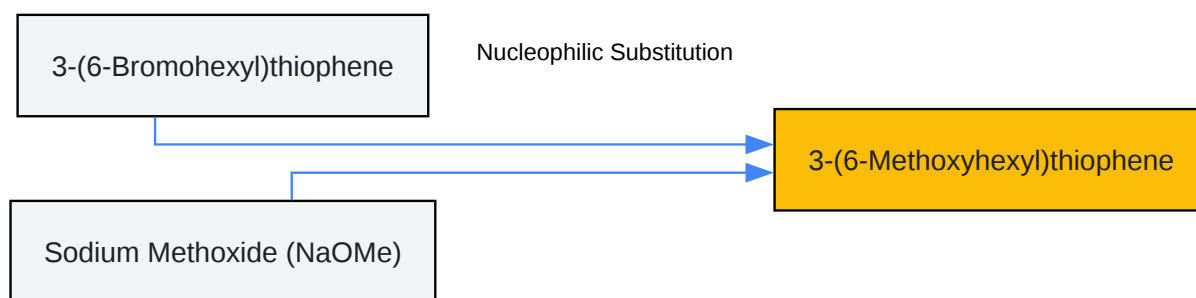 3-(6-Bromohexyl)thiophene
Nucleophilic Substitution
3-(6-Methoxyhexyl)thiophene
Sodium Methoxide (NaOMe)